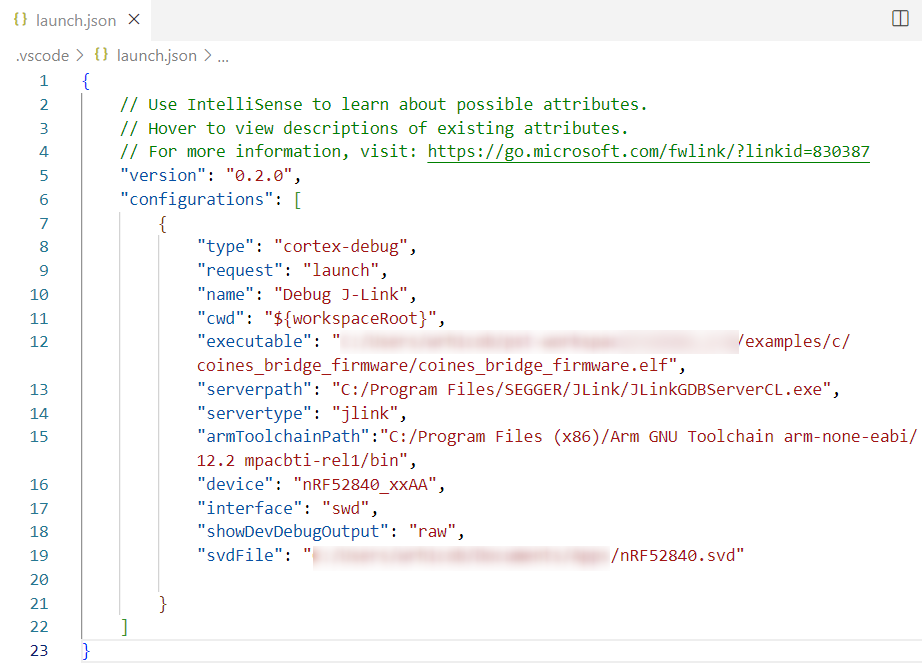 {} launch.json ×
.vscode > {} launch.json > ...
1 {
2 // Use IntelliSense to learn about possible attributes.
3 // Hover to view descriptions of existing attributes.
4 // For more information, visit: https://go.microsoft.com/fwlink/?linkid=830387
5 "version": "0.2.0",
6 "configurations": [
7 {
8 "type": "cortex-debug",
9 "request": "launch",
10 "name": "Debug J-Link",
11 "cwd": "${workspaceRoot}",
12 "executable": " /examples/c/
coines_bridge_firmware/coines_bridge_firmware.elf",
13 "serverpath": "C:/Program Files/SEGGER/JLink/JLinkGDBServerCL.exe",
14 "servertype": "jlink",
15 "armToolchainPath":"C:/Program Files (x86)/Arm GNU Toolchain arm-none-eabi/
12.2 mpacbti-rel1/bin",
16 "device": "nRF52840_xxAA",
17 "interface": "swd",
18 "showDevDebugOutput": "raw",
19 "svdFile": " /nRF52840.svd"
20
21 }
22 ]
23 }